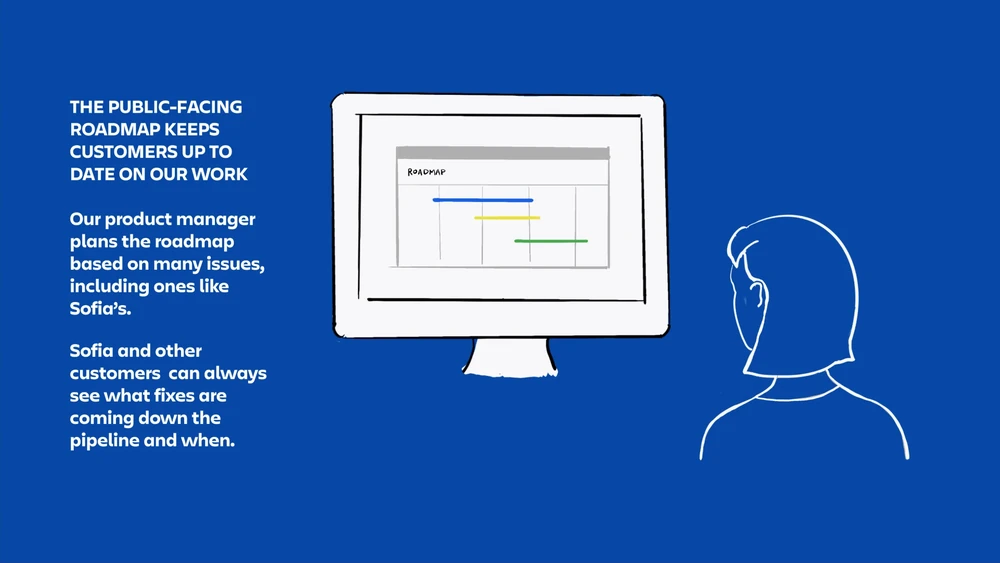 THE PUBLIC-FACING
ROADMAP KEEPS
CUSTOMERS UP TO
DATE ON OUR WORK
Our product manager
plans the roadmap
based on many issues,
including ones like
Sofia’s.
Sofia and other
customers  can always
see what fixes are
coming down the
pipeline and when.
ROADMAP